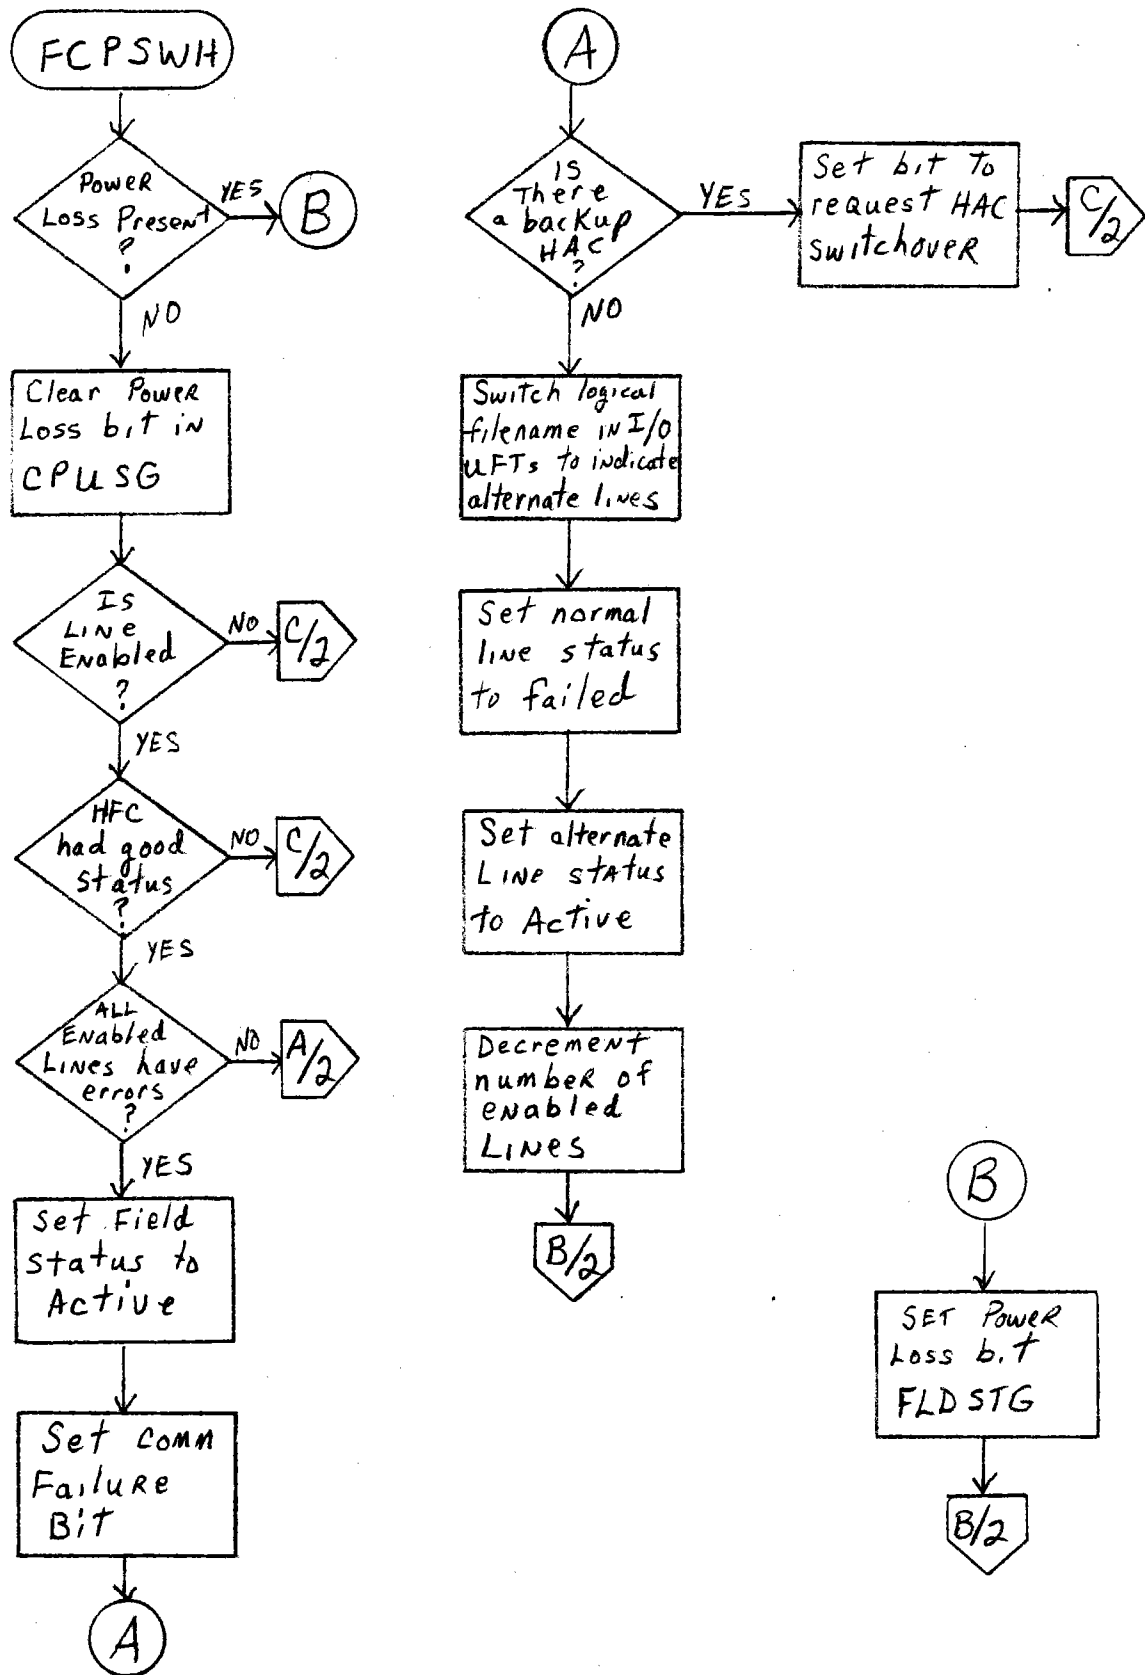 FCPSWH
Power
Loss Present
?
YES
B
NO
Clear Power
Loss bit in
CPUSG
Is
Line
Enabled
?
NO
C/2
YES
HFC
had good
status
?
NO
C/2
YES
ALL
Enabled
Lines have
errors
?
NO
A/2
YES
Set Field
status to
Active
Set comm
Failure
Bit
A
A
Is
There
a backup
HAC
?
YES
Set bit To
request HAC
switchover
C/2
NO
Switch logical
filename in I/O
UFTs to indicate
alternate lines
Set normal
line status
to failed
Set alternate
Line status
to Active
Decrement
number of
enabled
Lines
B/2
B
SET Power
Loss bit
FLDSTG
B/2